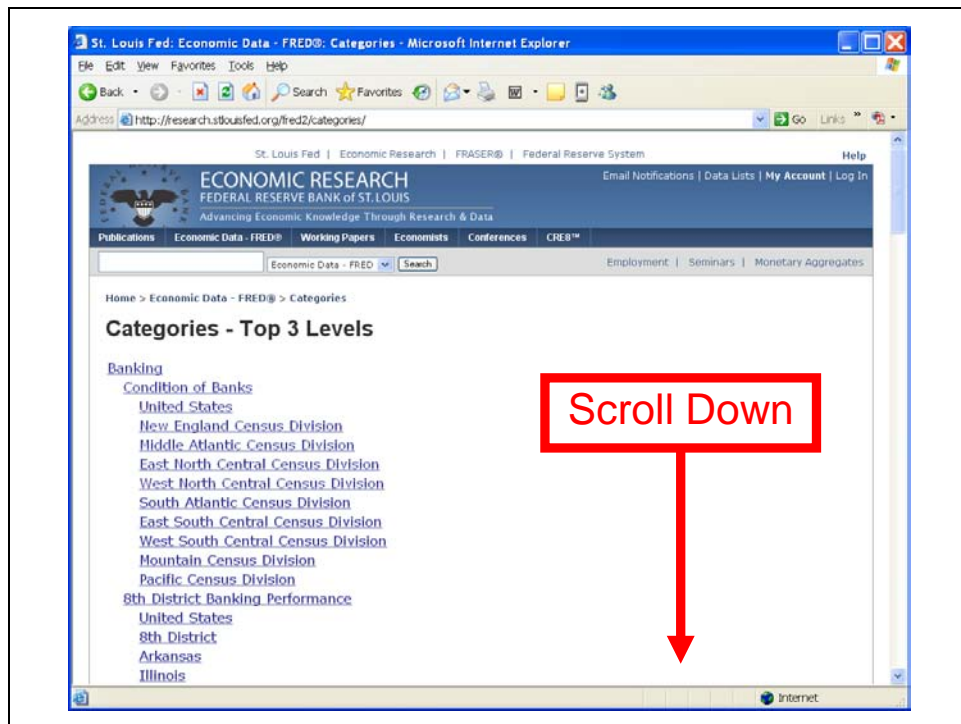 St. Louis Fed: Economic Data - FRED®: Categories - Microsoft Internet Explorer
File Edit View Favorites Tools Help
Back Search Favorites
Address http://research.stlouisfed.org/fred2/categories/ Go Links »
St. Louis Fed | Economic Research | FRASER® | Federal Reserve System Help
ECONOMIC RESEARCH Email Notifications | Data Lists | My Account | Log In
FEDERAL RESERVE BANK of ST. LOUIS
Advancing Economic Knowledge Through Research & Data
Publications Economic Data - FRED® Working Papers Economists Conferences CRE8™
Economic Data - FRED Search Employment | Seminars | Monetary Aggregates
Home > Economic Data - FRED® > Categories
Categories - Top 3 Levels
Banking
Condition of Banks
United States
New England Census Division
Middle Atlantic Census Division
East North Central Census Division
West North Central Census Division
South Atlantic Census Division
East South Central Census Division
West South Central Census Division
Mountain Census Division
Pacific Census Division
8th District Banking Performance
United States
8th District
Arkansas
Illinois
Scroll Down
Internet